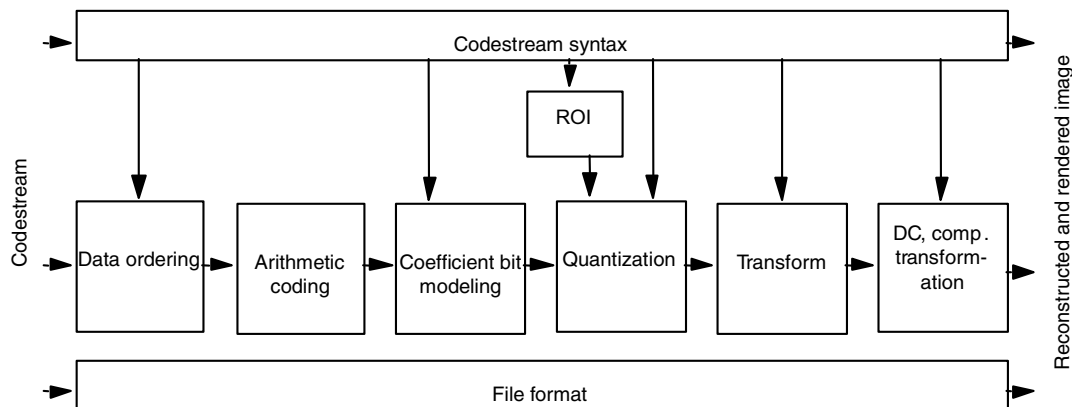 Codestream syntax
ROI
Codestream
Data ordering
Arithmetic
coding
Coefficient bit
modeling
Quantization
Transform
DC, comp.
transform-
ation
Reconstructed and rendered image
File format